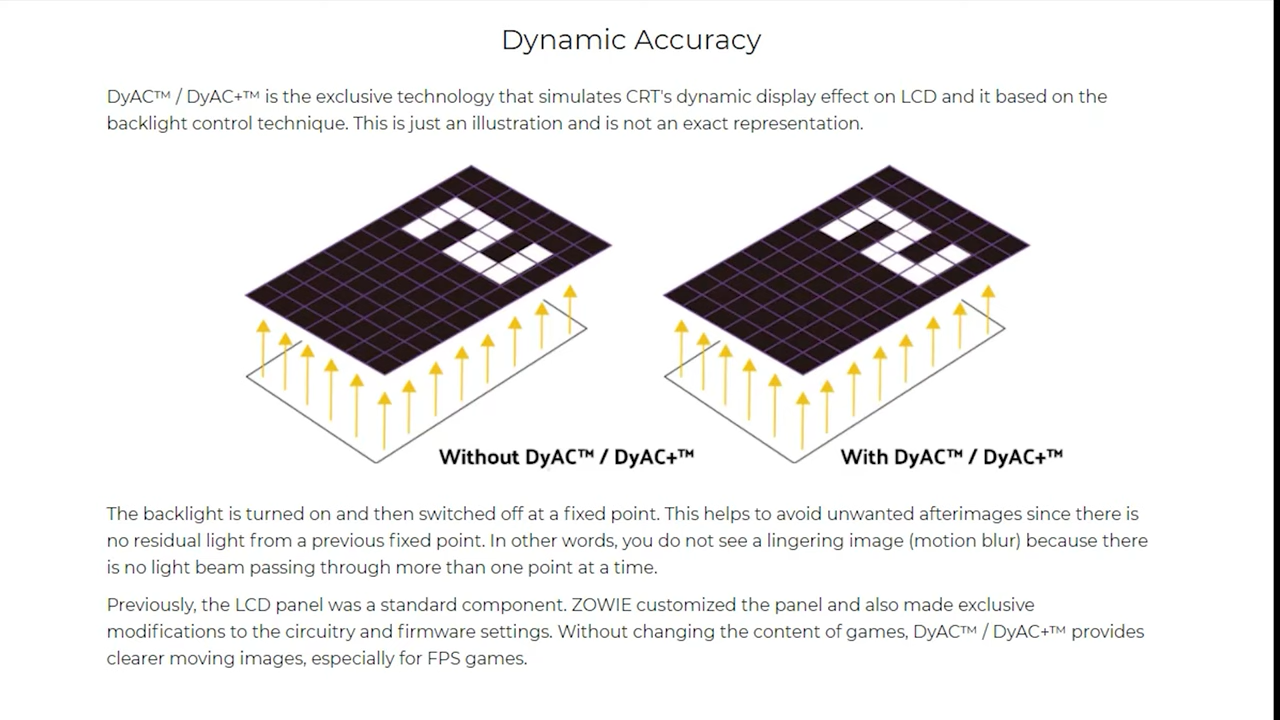 Dynamic Accuracy
DyAC™ / DyAC+™ is the exclusive technology that simulates CRT's dynamic display effect on LCD and it based on the
backlight control technique. This is just an illustration and is not an exact representation.
Without DyAC™ / DyAC+™
With DyAC™ / DyAC+™
The backlight is turned on and then switched off at a fixed point. This helps to avoid unwanted afterimages since there is
no residual light from a previous fixed point. In other words, you do not see a lingering image (motion blur) because there
is no light beam passing through more than one point at a time.
Previously, the LCD panel was a standard component. ZOWIE customized the panel and also made exclusive
modifications to the circuitry and firmware settings. Without changing the content of games, DyAC™ / DyAC+™ provides
clearer moving images, especially for FPS games.